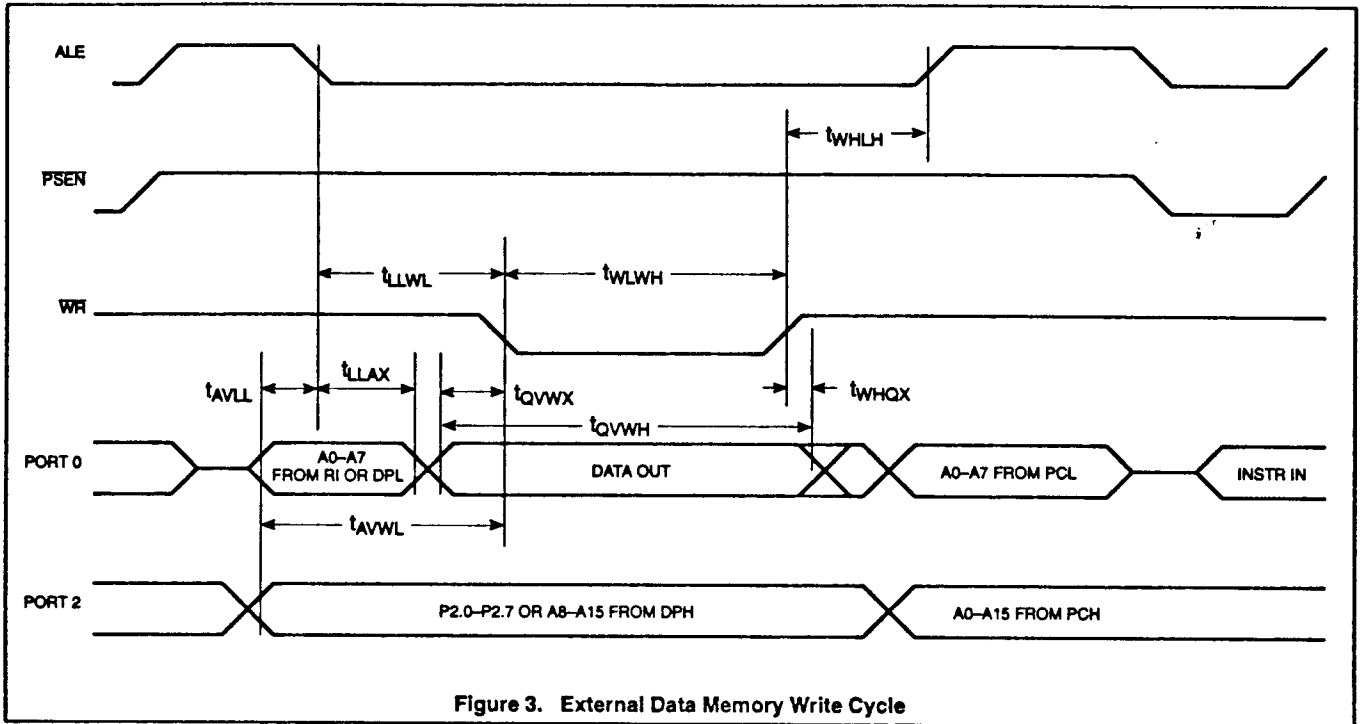 ALE
tWHLH
PSEN
tLLWL
tWLWH
WR
tAVLL
tLLAX
tQVWX
tWHQX
tQVWH
PORT 0
A0–A7
FROM RI OR DPL
DATA OUT
A0–A7 FROM PCL
INSTR IN
tAVWL
PORT 2
P2.0–P2.7 OR A8–A15 FROM DPH
A0–A15 FROM PCH
Figure 3. External Data Memory Write Cycle